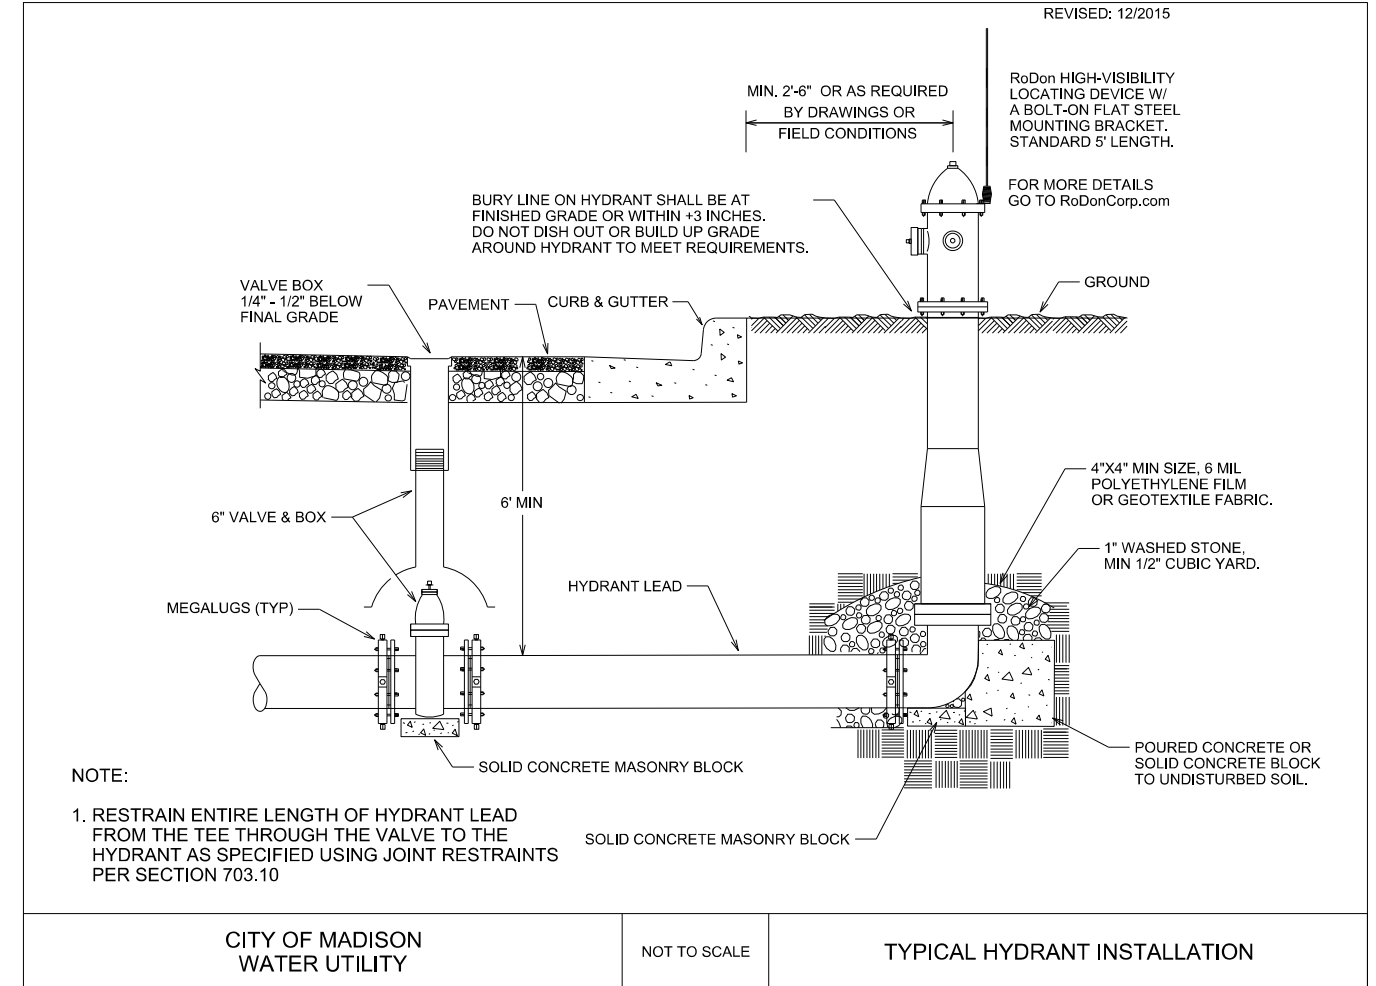 REVISED: 12/2015
MIN. 2'-6" OR AS REQUIRED
BY DRAWINGS OR
FIELD CONDITIONS
RoDon HIGH-VISIBILITY
LOCATING DEVICE W/
A BOLT-ON FLAT STEEL
MOUNTING BRACKET.
STANDARD 5' LENGTH.
FOR MORE DETAILS
GO TO RoDonCorp.com
BURY LINE ON HYDRANT SHALL BE AT
FINISHED GRADE OR WITHIN +3 INCHES.
DO NOT DISH OUT OR BUILD UP GRADE
AROUND HYDRANT TO MEET REQUIREMENTS.
VALVE BOX
1/4" - 1/2" BELOW
FINAL GRADE
PAVEMENT
CURB & GUTTER
GROUND
4"X4" MIN SIZE, 6 MIL
POLYETHYLENE FILM
OR GEOTEXTILE FABRIC.
6' MIN
6" VALVE & BOX
1" WASHED STONE,
MIN 1/2" CUBIC YARD.
HYDRANT LEAD
MEGALUGS (TYP)
SOLID CONCRETE MASONRY BLOCK
POURED CONCRETE OR
SOLID CONCRETE BLOCK
TO UNDISTURBED SOIL.
SOLID CONCRETE MASONRY BLOCK
NOTE:
1. RESTRAIN ENTIRE LENGTH OF HYDRANT LEAD
FROM THE TEE THROUGH THE VALVE TO THE
HYDRANT AS SPECIFIED USING JOINT RESTRAINTS
PER SECTION 703.10
CITY OF MADISON
WATER UTILITY
NOT TO SCALE
TYPICAL HYDRANT INSTALLATION